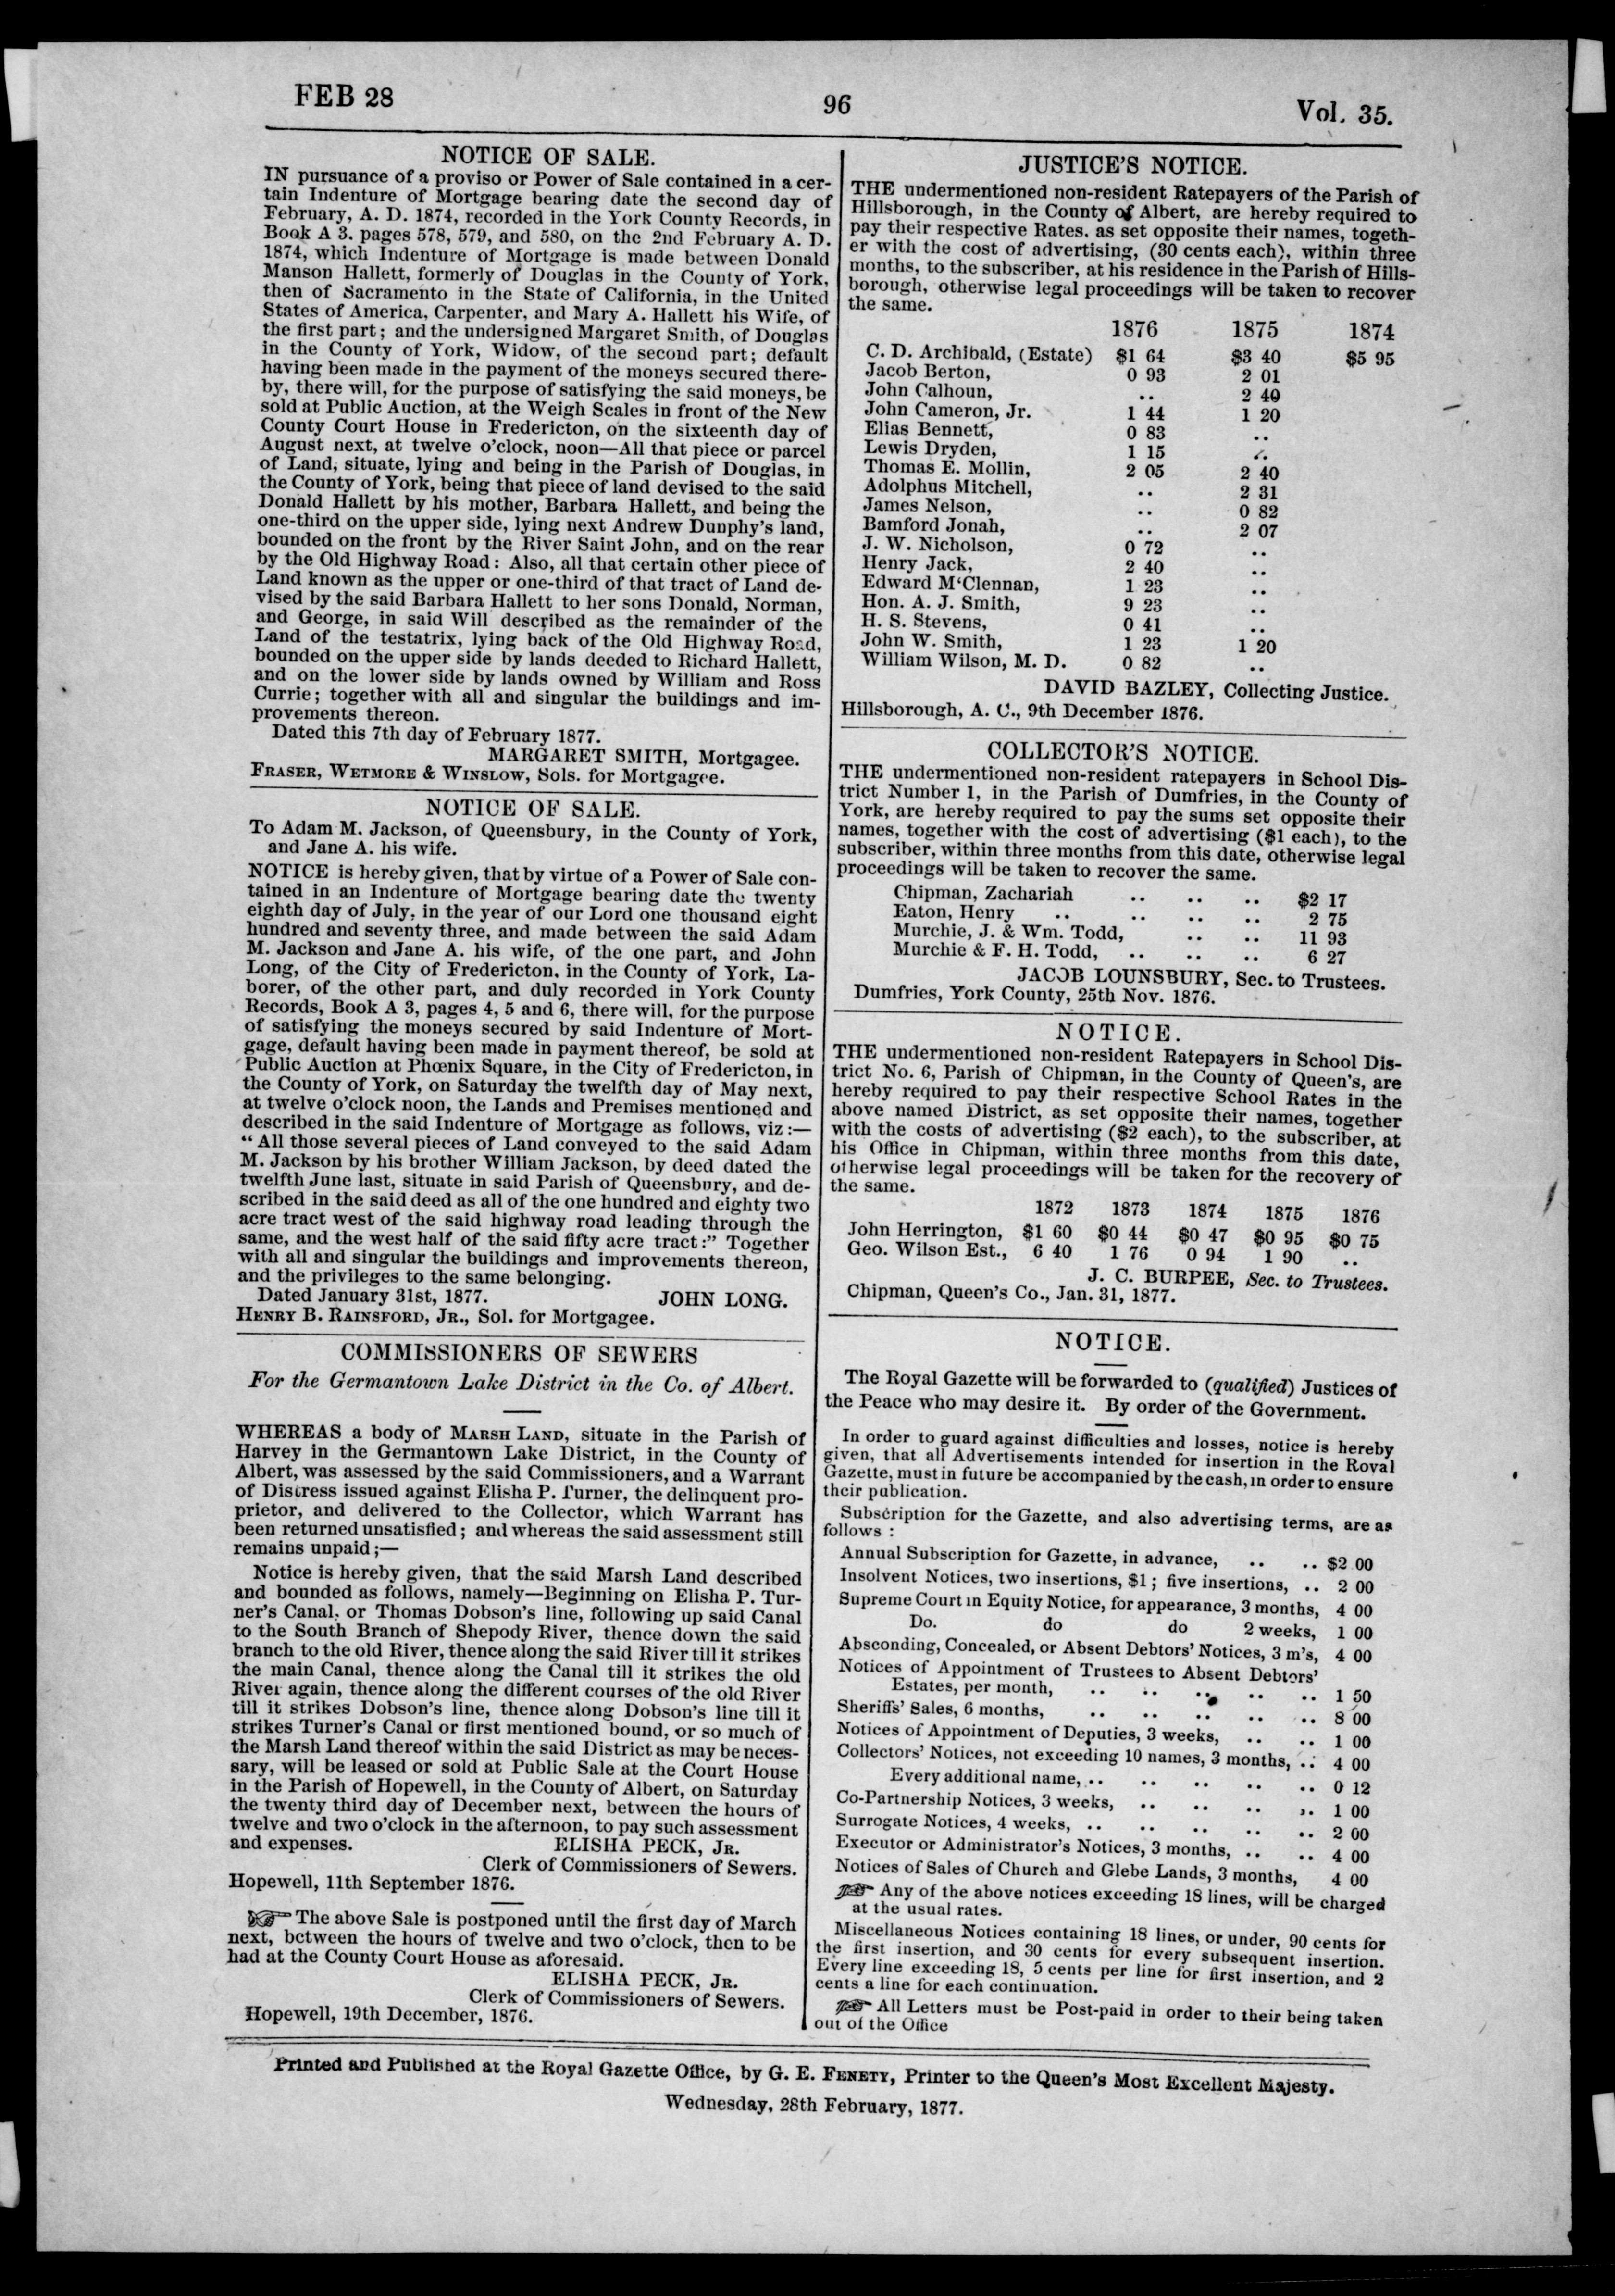 FEB 28
96
Vol. 35.
NOTICE OF SALE.
IN pursuance of a proviso or Power of Sale contained in a cer-
tain Indenture of Mortgage bearing date the second day of
February, A. D. 1874, recorded in the York County Records, in
Book A 3. pages 578, 579, and 580, on the 2nd February A. D.
1874, which Indenture of Mortgage is made between Donald
Manson Hallett, formerly of Douglas in the County of York,
then of Sacramento in the State of California, in the United
States of America, Carpenter, and Mary A. Hallett his Wife, of
the first part; and the undersigned Margaret Smith, of Douglas
in the County of York, Widow, of the second part; default
having been made in the payment of the moneys secured there-
by, there will, for the purpose of satisfying the said moneys, be
sold at Public Auction, at the Weigh Scales in front of the New
County Court House in Fredericton, on the sixteenth day of
August next, at twelve o'clock, noon—All that piece or parcel
of Land, situate, lying and being in the Parish of Douglas, in
the County of York, being that piece of land devised to the said
Donald Hallett by his mother, Barbara Hallett, and being the
one-third on the upper side, lying next Andrew Dunphy's land,
bounded on the front by the River Saint John, and on the rear
by the Old Highway Road: Also, all that certain other piece of
Land known as the upper or one-third of that tract of Land de-
vised by the said Barbara Hallett to her sons Donald, Norman,
and George, in said Will described as the remainder of the
Land of the testatrix, lying back of the Old Highway Road,
bounded on the upper side by lands deeded to Richard Hallett,
and on the lower side by lands owned by William and Ross
Currie; together with all and singular the buildings and im-
provements thereon.
Dated this 7th day of February 1877.
MARGARET SMITH, Mortgagee.
FRASER, WETMORE & WINSLOW, Sols. for Mortgagee.
NOTICE OF SALE.
To Adam M. Jackson, of Queensbury, in the County of York,
and Jane A. his wife.
NOTICE is hereby given, that by virtue of a Power of Sale con-
tained in an Indenture of Mortgage bearing date the twenty
eighth day of July, in the year of our Lord one thousand eight
hundred and seventy three, and made between the said Adam
M. Jackson and Jane A. his wife, of the one part, and John
Long, of the City of Fredericton, in the County of York, La-
borer, of the other part, and duly recorded in York County
Records, Book A 3, pages 4, 5 and 6, there will, for the purpose
of satisfying the moneys secured by said Indenture of Mort-
gage, default having been made in payment thereof, be sold at
Public Auction at Phœnix Square, in the City of Fredericton, in
the County of York, on Saturday the twelfth day of May next,
at twelve o'clock noon, the Lands and Premises mentioned and
described in the said Indenture of Mortgage as follows, viz:—
"All those several pieces of Land conveyed to the said Adam
M. Jackson by his brother William Jackson, by deed dated the
twelfth June last, situate in said Parish of Queensbury, and de-
scribed in the said deed as all of the one hundred and eighty two
acre tract west of the said highway road leading through the
same, and the west half of the said fifty acre tract:" Together
with all and singular the buildings and improvements thereon,
and the privileges to the same belonging.
Dated January 31st, 1877. JOHN LONG.
HENRY B. RAINSFORD, JR., Sol. for Mortgagee.
COMMISSIONERS OF SEWERS
For the Germantown Lake District in the Co. of Albert.
WHEREAS a body of MARSH LAND, situate in the Parish of
Harvey in the Germantown Lake District, in the County of
Albert, was assessed by the said Commissioners, and a Warrant
of Distress issued against Elisha P. Turner, the delinquent pro-
prietor, and delivered to the Collector, which Warrant has
been returned unsatisfied; and whereas the said assessment still
remains unpaid;—
Notice is hereby given, that the said Marsh Land described
and bounded as follows, namely—Beginning on Elisha P. Tur-
ner's Canal, or Thomas Dobson's line, following up said Canal
to the South Branch of Shepody River, thence down the said
branch to the old River, thence along the said River till it strikes
the main Canal, thence along the Canal till it strikes the old
River again, thence along the different courses of the old River
till it strikes Dobson's line, thence along Dobson's line till it
strikes Turner's Canal or first mentioned bound, or so much of
the Marsh Land thereof within the said District as may be neces-
sary, will be leased or sold at Public Sale at the Court House
in the Parish of Hopewell, in the County of Albert, on Saturday
the twenty third day of December next, between the hours of
twelve and two o'clock in the afternoon, to pay such assessment
and expenses. ELISHA PECK, JR.
Clerk of Commissioners of Sewers.
Hopewell, 11th September 1876.
☞ The above Sale is postponed until the first day of March
next, between the hours of twelve and two o'clock, then to be
had at the County Court House as aforesaid.
ELISHA PECK, JR.
Clerk of Commissioners of Sewers.
Hopewell, 19th December, 1876.
JUSTICE'S NOTICE.
THE undermentioned non-resident Ratepayers of the Parish of
Hillsborough, in the County of Albert, are hereby required to
pay their respective Rates. as set opposite their names, togeth-
er with the cost of advertising, (30 cents each), within three
months, to the subscriber, at his residence in the Parish of Hills-
borough, otherwise legal proceedings will be taken to recover
the same.
1876 1875 1874
C. D. Archibald, (Estate) $1 64 $3 40 $5 95
Jacob Berton, 0 93 2 01
John Calhoun, .. 2 40
John Cameron, Jr. 1 44 1 20
Elias Bennett, 0 83 ..
Lewis Dryden, 1 15 ..
Thomas E. Mollin, 2 05 2 40
Adolphus Mitchell, .. 2 31
James Nelson, .. 0 82
Bamford Jonah, .. 2 07
J. W. Nicholson, 0 72 ..
Henry Jack, 2 40 ..
Edward M'Clennan, 1 23 ..
Hon. A. J. Smith, 9 23 ..
H. S. Stevens, 0 41 ..
John W. Smith, 1 23 1 20
William Wilson, M. D. 0 82 ..
DAVID BAZLEY, Collecting Justice.
Hillsborough, A. C., 9th December 1876.
COLLECTOR'S NOTICE.
THE undermentioned non-resident ratepayers in School Dis-
trict Number 1, in the Parish of Dumfries, in the County of
York, are hereby required to pay the sums set opposite their
names, together with the cost of advertising ($1 each), to the
subscriber, within three months from this date, otherwise legal
proceedings will be taken to recover the same.
Chipman, Zachariah .. .. .. $2 17
Eaton, Henry .. .. .. .. 2 75
Murchie, J. & Wm. Todd, .. .. 11 93
Murchie & F. H. Todd, .. .. .. 6 27
JACOB LOUNSBURY, Sec. to Trustees.
Dumfries, York County, 25th Nov. 1876.
NOTICE.
THE undermentioned non-resident Ratepayers in School Dis-
trict No. 6, Parish of Chipman, in the County of Queen's, are
hereby required to pay their respective School Rates in the
above named District, as set opposite their names, together
with the costs of advertising ($2 each), to the subscriber, at
his Office in Chipman, within three months from this date,
otherwise legal proceedings will be taken for the recovery of
the same.
1872 1873 1874 1875 1876
John Herrington, $1 60 $0 44 $0 47 $0 95 $0 75
Geo. Wilson Est., 6 40 1 76 0 94 1 90 ..
J. C. BURPEE, Sec. to Trustees.
Chipman, Queen's Co., Jan. 31, 1877.
NOTICE.
The Royal Gazette will be forwarded to (qualified) Justices of
the Peace who may desire it. By order of the Government.
In order to guard against difficulties and losses, notice is hereby
given, that all Advertisements intended for insertion in the Royal
Gazette, must in future be accompanied by the cash, in order to ensure
their publication.
Subscription for the Gazette, and also advertising terms, are as
follows :
Annual Subscription for Gazette, in advance, .. .. $2 00
Insolvent Notices, two insertions, $1; five insertions, .. 2 00
Supreme Court in Equity Notice, for appearance, 3 months, 4 00
Do. do do 2 weeks, 1 00
Absconding, Concealed, or Absent Debtors' Notices, 3 m's, 4 00
Notices of Appointment of Trustees to Absent Debtors'
Estates, per month, .. .. .. .. .. 1 50
Sheriffs' Sales, 6 months, .. .. .. .. .. 8 00
Notices of Appointment of Deputies, 3 weeks, .. .. 1 00
Collectors' Notices, not exceeding 10 names, 3 months, .. 4 00
Every additional name, .. .. .. .. .. 0 12
Co-Partnership Notices, 3 weeks, .. .. .. .. 1 00
Surrogate Notices, 4 weeks, .. .. .. .. .. 2 00
Executor or Administrator's Notices, 3 months, .. .. 4 00
Notices of Sales of Church and Glebe Lands, 3 months, 4 00
☞ Any of the above notices exceeding 18 lines, will be charged
at the usual rates.
Miscellaneous Notices containing 18 lines, or under, 90 cents for
the first insertion, and 30 cents for every subsequent insertion.
Every line exceeding 18, 5 cents per line for first insertion, and 2
cents a line for each continuation.
☞ All Letters must be Post-paid in order to their being taken
out of the Office
Printed and Published at the Royal Gazette Office, by G. E. FENETY, Printer to the Queen's Most Excellent Majesty.
Wednesday, 28th February, 1877.